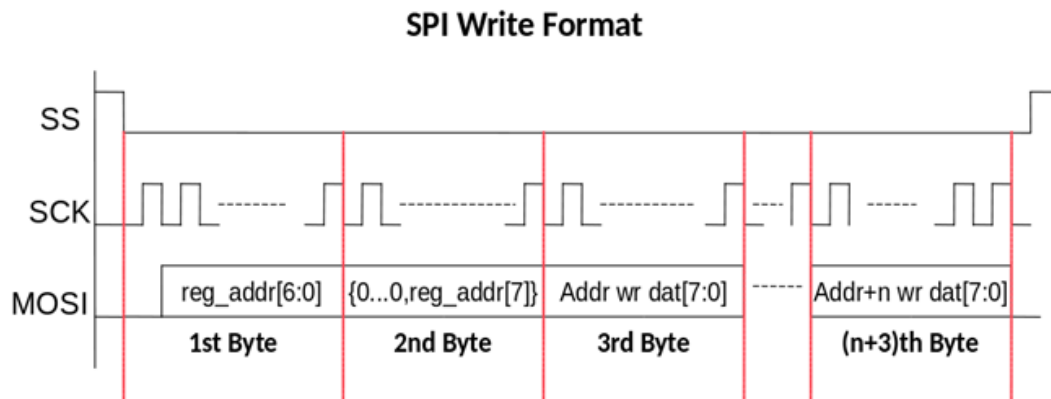 SPI Write Format
SS
SCK
MOSI
reg_addr[6:0]
{0...0,reg_addr[7]}
Addr wr dat[7:0]
Addr+n wr dat[7:0]
1st Byte
2nd Byte
3rd Byte
(n+3)th Byte